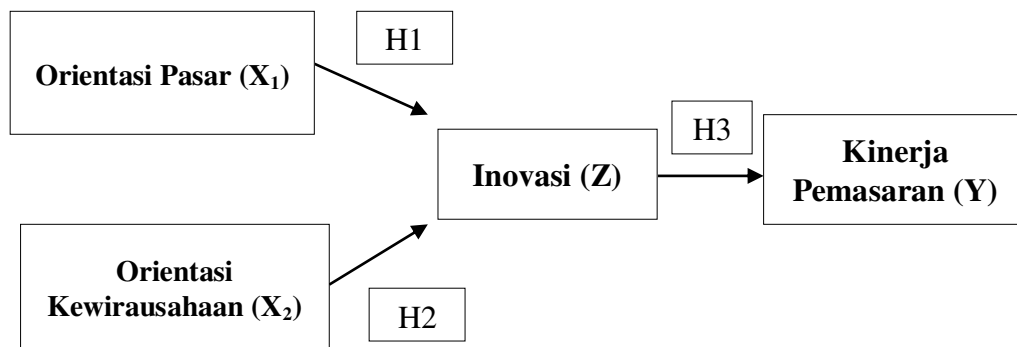 H1
Orientasi Pasar (X₁)
H3
Inovasi (Z)
Kinerja
Pemasaran (Y)
Orientasi
Kewirausahaan (X₂)
H2